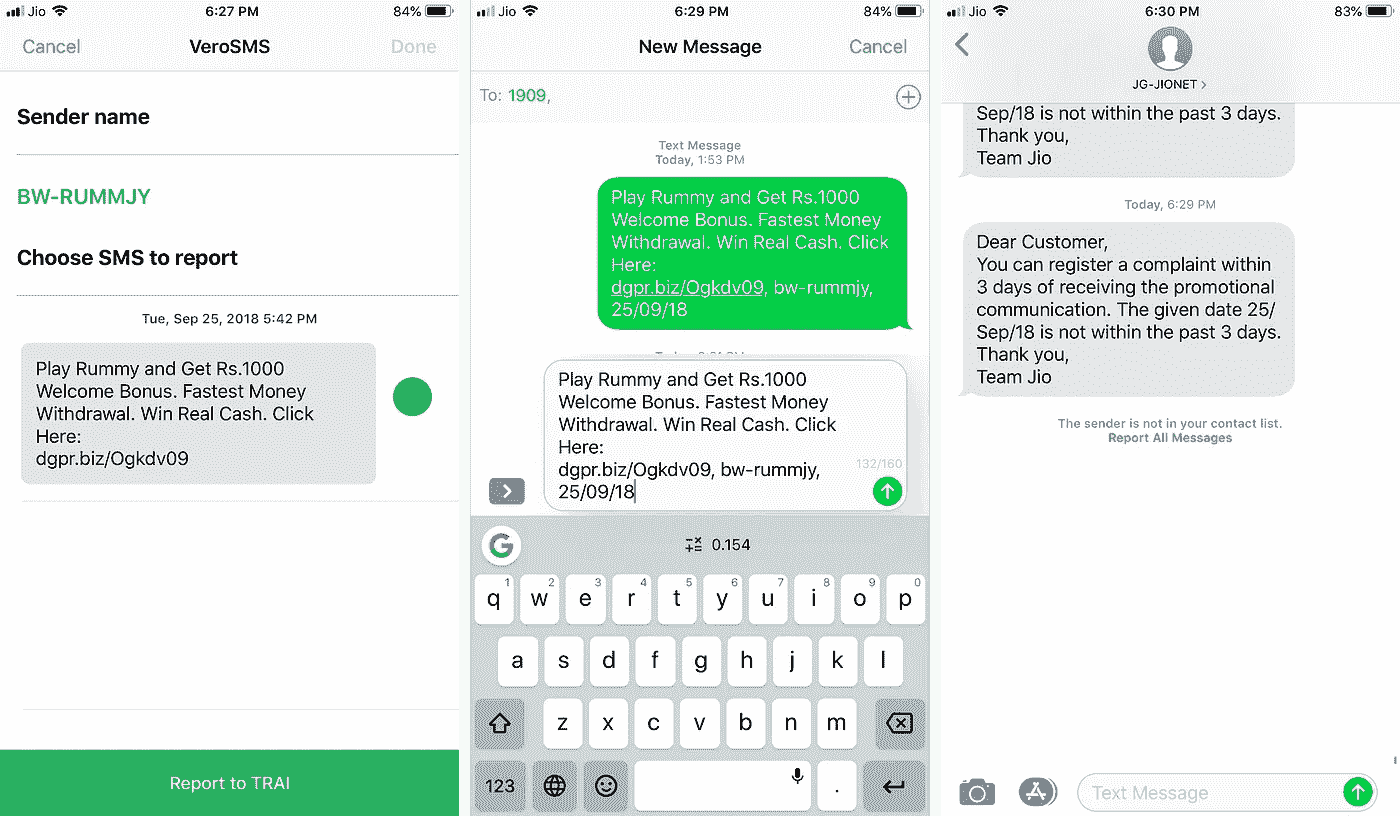 Jio 6:27 PM 84%
Cancel VeroSMS Done
Sender name
BW-RUMMJY
Choose SMS to report
Tue, Sep 25, 2018 5:42 PM
Play Rummy and Get Rs.1000
Welcome Bonus. Fastest Money
Withdrawal. Win Real Cash. Click
Here:
dgpr.biz/Ogkdv09
Report to TRAI
Jio 6:29 PM 84%
New Message Cancel
To: 1909,
Text Message
Today, 1:53 PM
Play Rummy and Get Rs.1000
Welcome Bonus. Fastest Money
Withdrawal. Win Real Cash. Click
Here:
dgpr.biz/Ogkdv09, bw-rummjy,
25/09/18
Play Rummy and Get Rs.1000
Welcome Bonus. Fastest Money
Withdrawal. Win Real Cash. Click
Here:
dgpr.biz/Ogkdv09, bw-rummjy,
25/09/18
132/160
G 0.154
1 2 3 4 5 6 7 8 9 0
q w e r t y u i o p
a s d f g h j k l
z x c v b n m
123 .
Jio 6:30 PM 83%
JG-JIONET
Sep/18 is not within the past 3 days.
Thank you,
Team Jio
Today, 6:29 PM
Dear Customer,
You can register a complaint within
3 days of receiving the promotional
communication. The given date 25/
Sep/18 is not within the past 3 days.
Thank you,
Team Jio
The sender is not in your contact list.
Report All Messages
Text Message